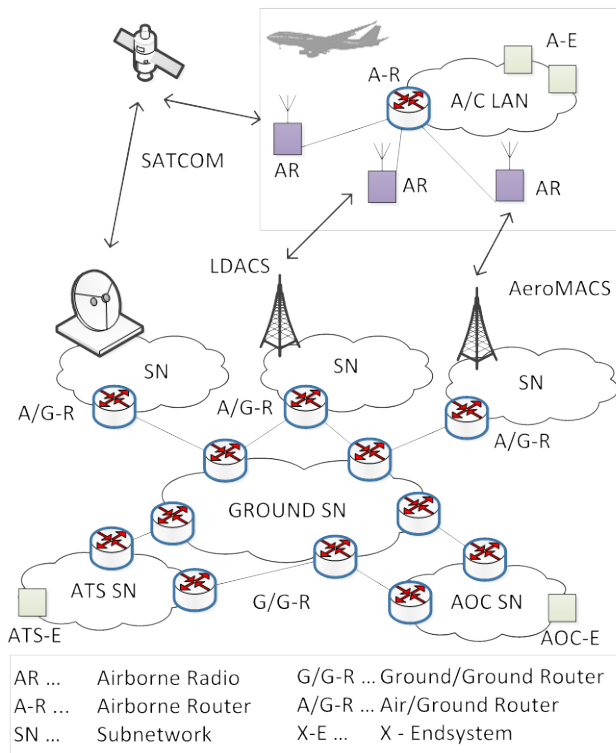 A-E
A-R
A/C LAN
SATCOM
AR
AR
AR
LDACS
AeroMACS
SN
SN
SN
A/G-R
A/G-R
A/G-R
GROUND SN
ATS SN
G/G-R
AOC SN
ATS-E
AOC-E
AR ... Airborne Radio
G/G-R ... Ground/Ground Router
A-R ... Airborne Router
A/G-R ... Air/Ground Router
SN ... Subnetwork
X-E ... X - Endsystem